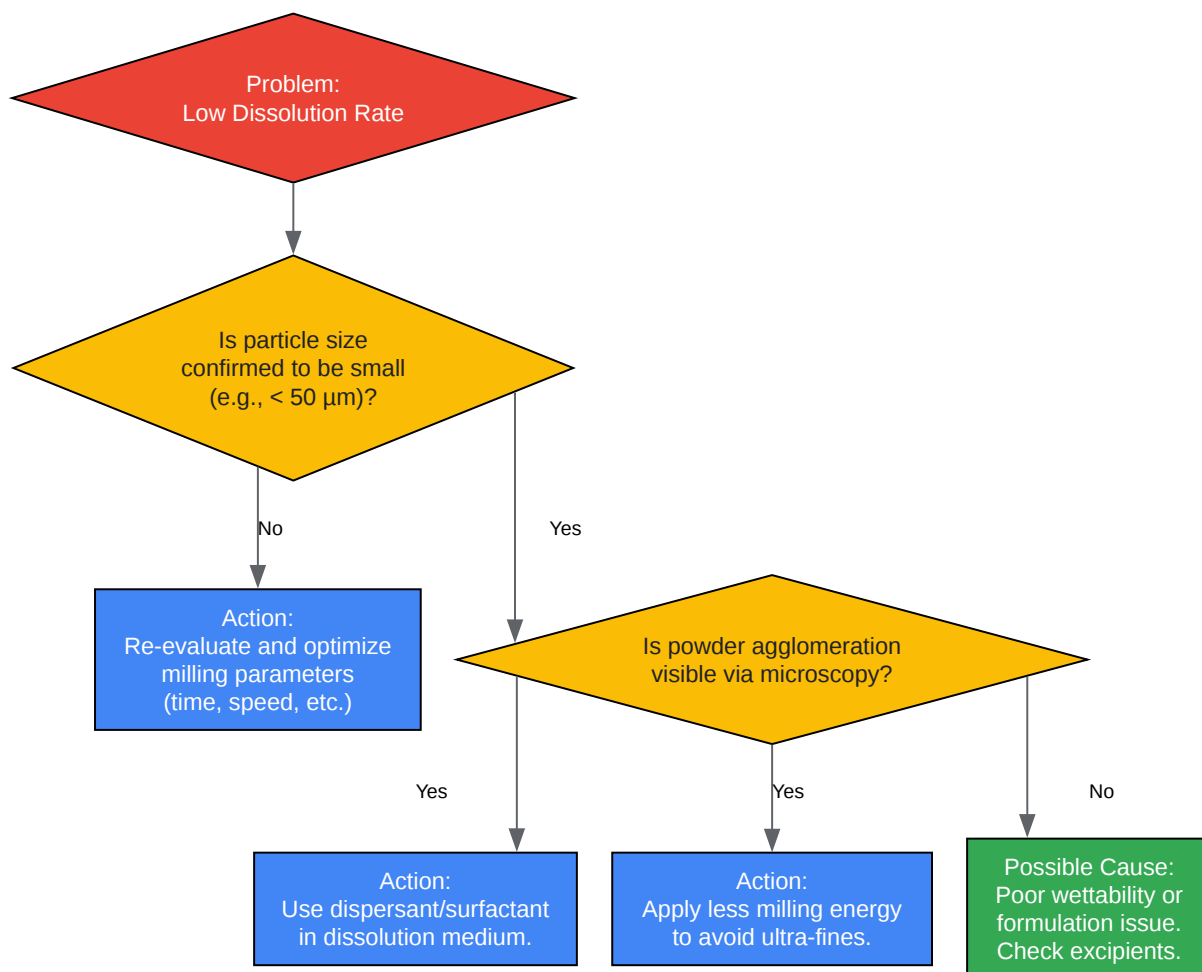 Problem:
Low Dissolution Rate
Is particle size
confirmed to be small
(e.g., < 50 µm)?
No
Yes
Action:
Re-evaluate and optimize
milling parameters
(time, speed, etc.)
Is powder agglomeration
visible via microscopy?
Yes
Yes
No
Action:
Use dispersant/surfactant
in dissolution medium.
Action:
Apply less milling energy
to avoid ultra-fines.
Possible Cause:
Poor wettability or
formulation issue.
Check excipients.